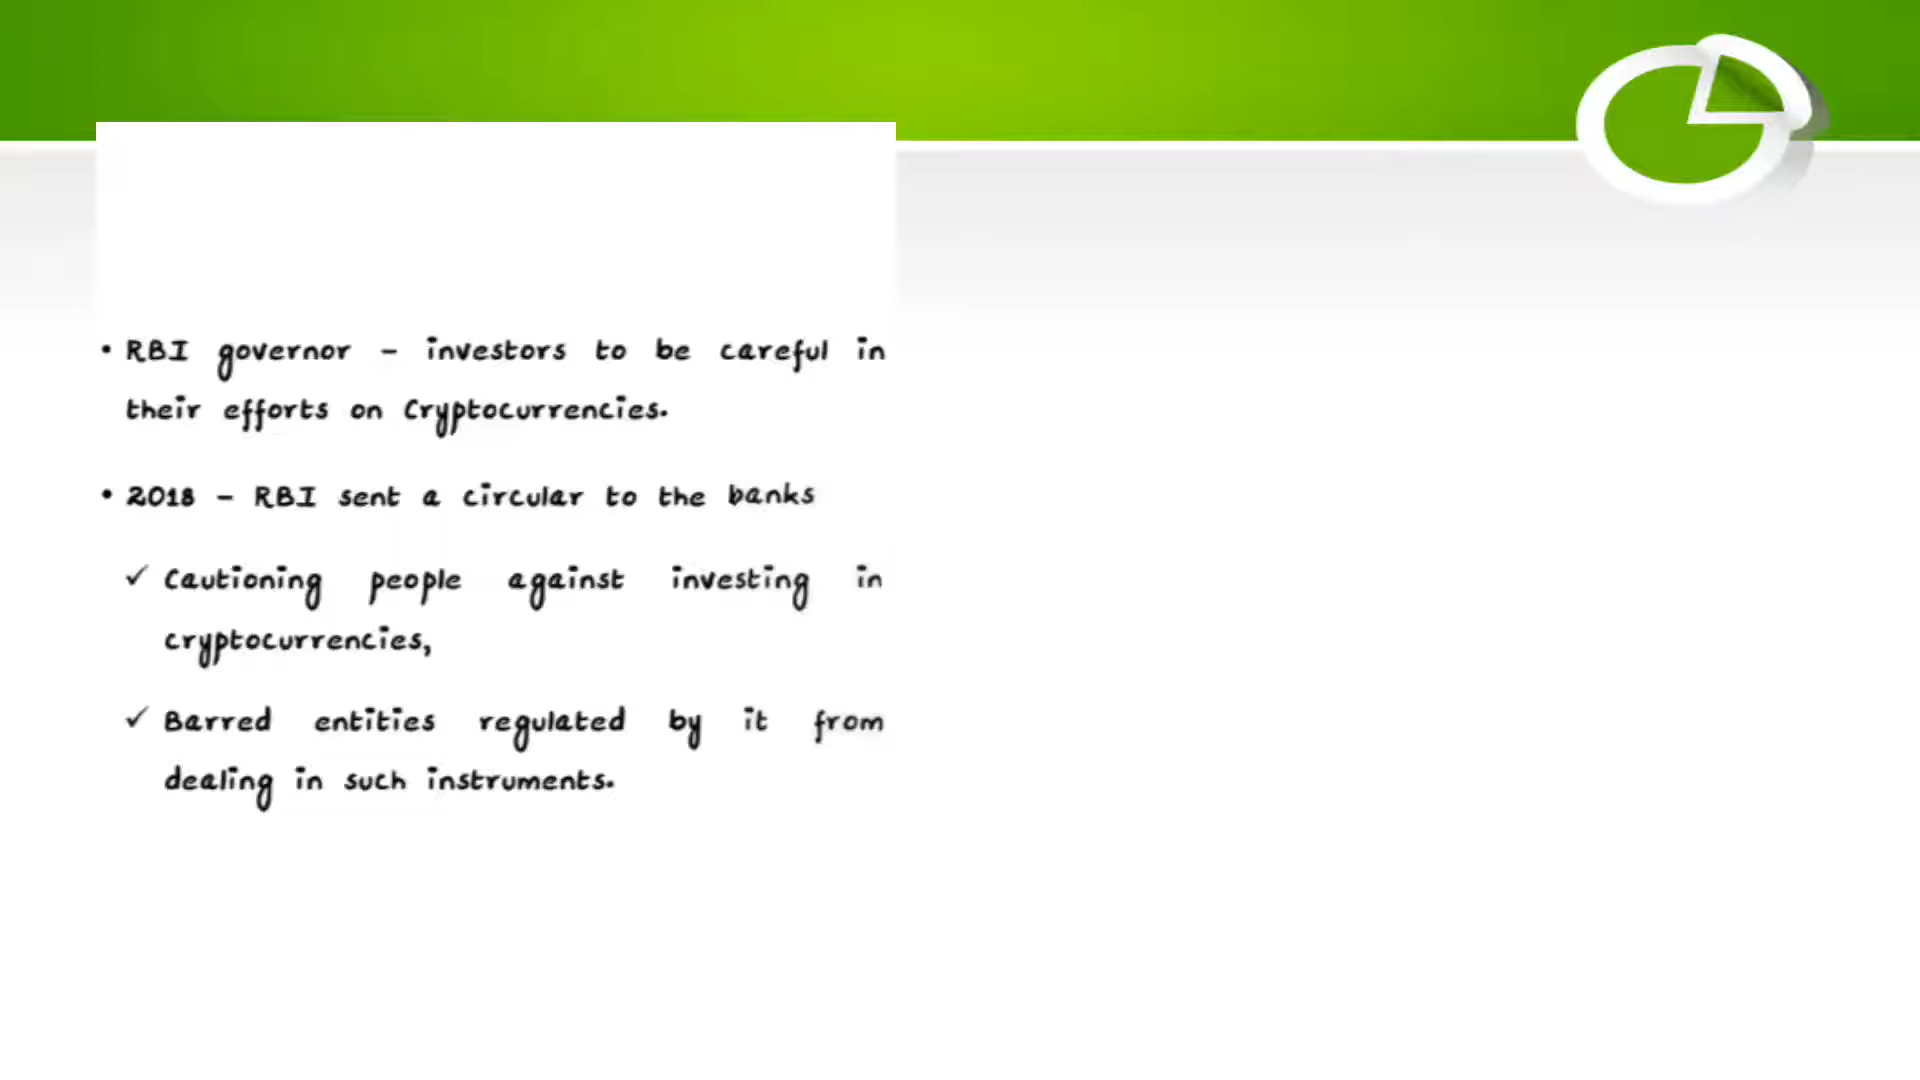 • RBI governor – investors to be careful in
their efforts on Cryptocurrencies.
• 2018 – RBI sent a circular to the banks
✓ Cautioning people against investing in
cryptocurrencies,
✓ Barred entities regulated by it from
dealing in such instruments.